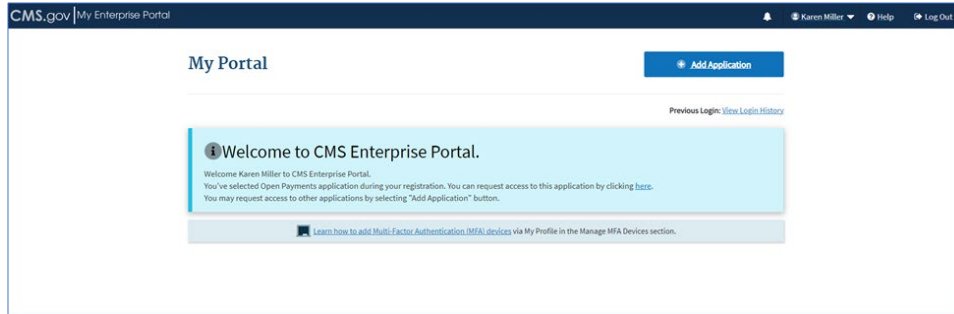 CMS.gov My Enterprise Portal
Karen Miller Help Log Out
My Portal
Add Application
Previous Login: View Login History
Welcome to CMS Enterprise Portal.
Welcome Karen Miller to CMS Enterprise Portal.
You've selected Open Payments application during your registration. You can request access to this application by clicking here.
You may request access to other applications by selecting "Add Application" button.
Learn how to add Multi-Factor Authentication (MFA) devices via My Profile in the Manage MFA Devices section.